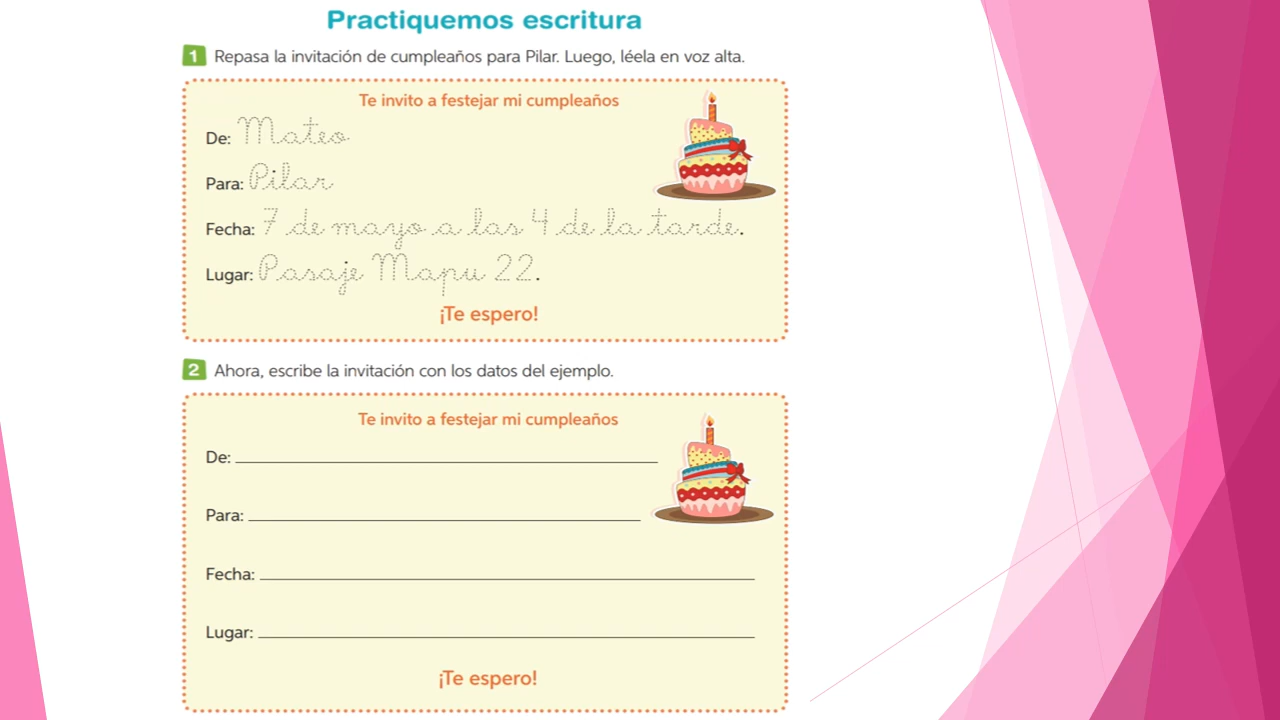 Practiquemos escritura
1 Repasa la invitación de cumpleaños para Pilar. Luego, léela en voz alta.
Te invito a festejar mi cumpleaños
De: Mateo
Para: Pilar
Fecha: 7 de mayo a las 4 de la tarde.
Lugar: Pasaje Mapu 22.
¡Te espero!
2 Ahora, escribe la invitación con los datos del ejemplo.
Te invito a festejar mi cumpleaños
De:
Para:
Fecha:
Lugar:
¡Te espero!